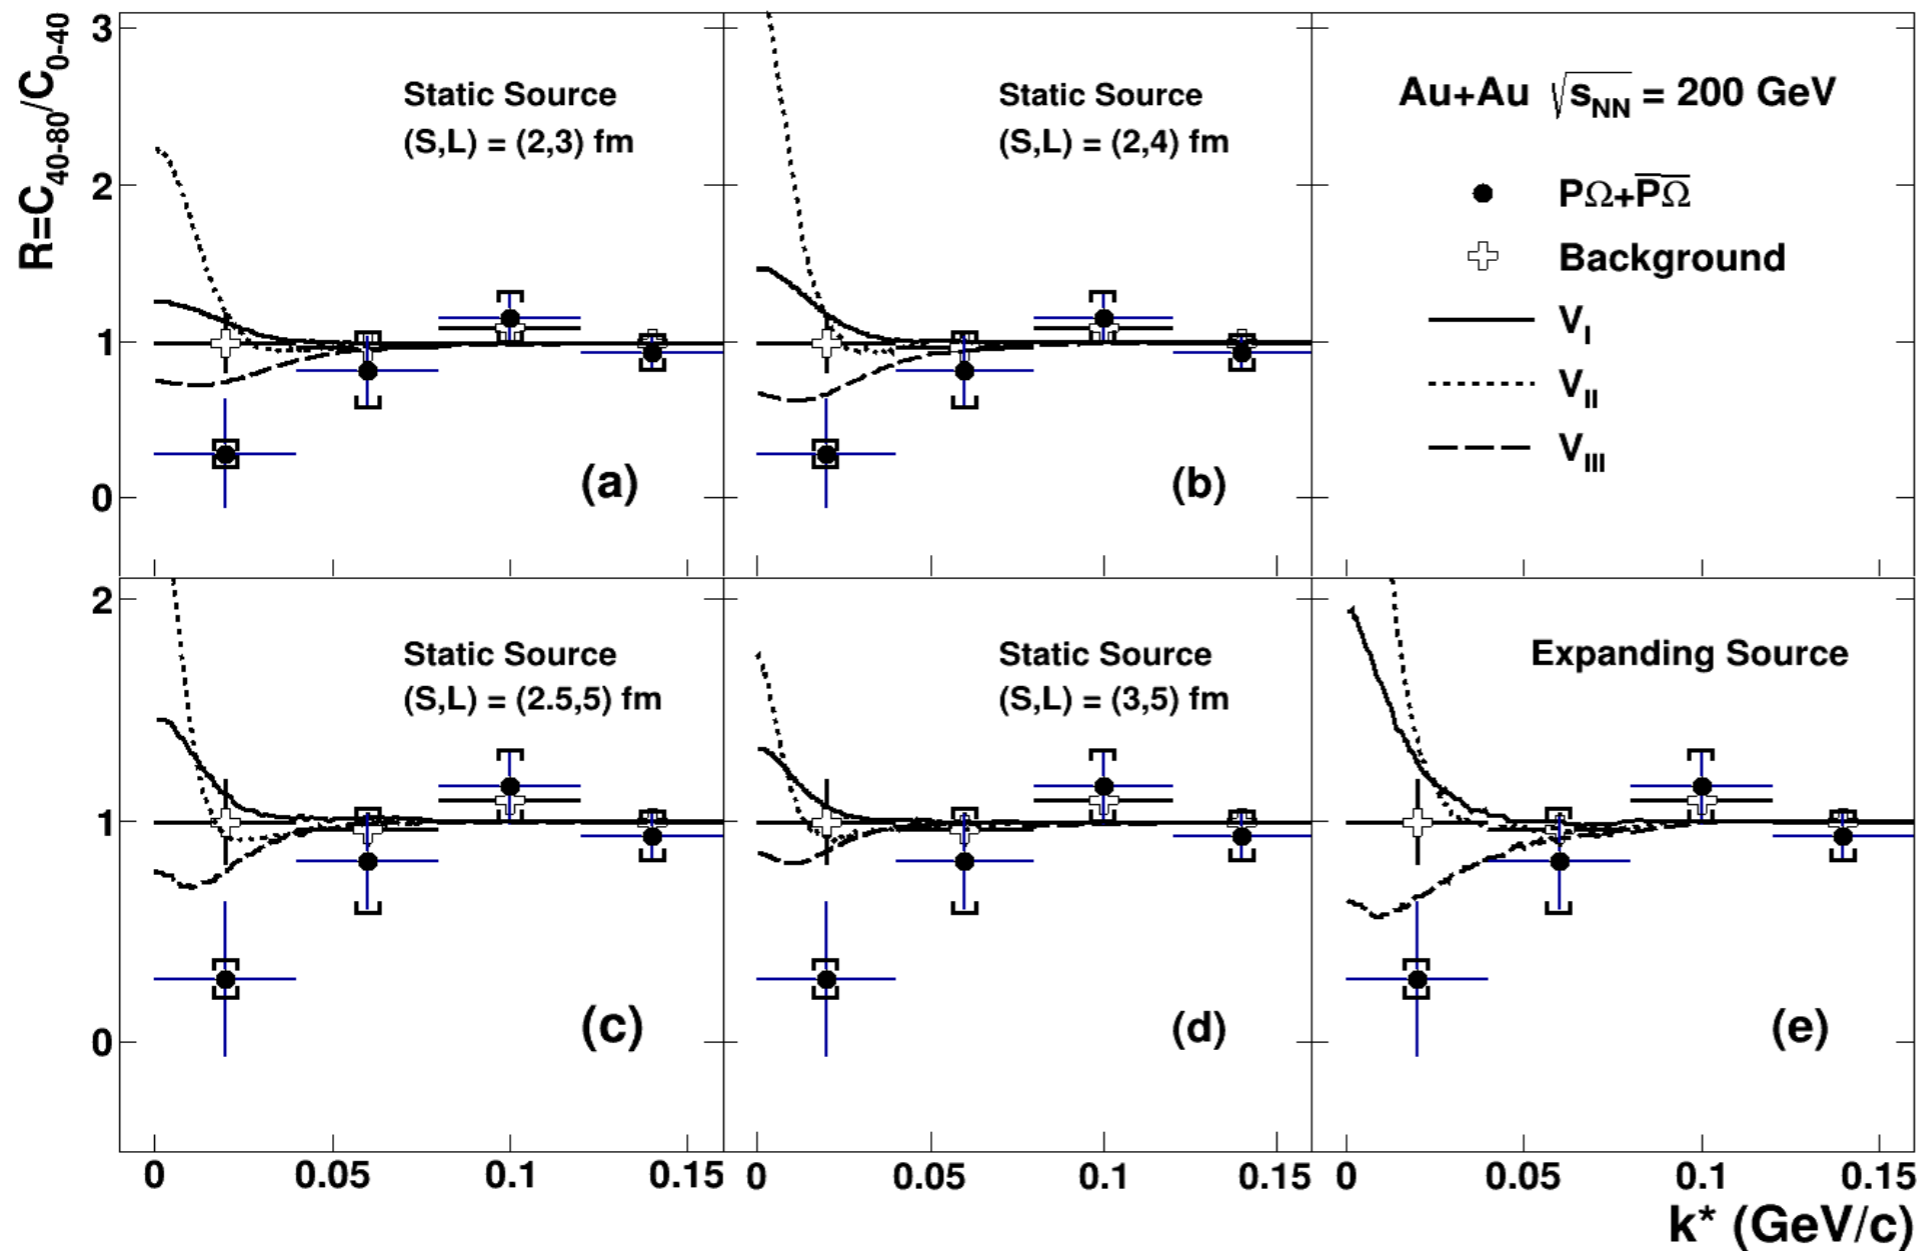 R=C40-80/C0-40
3
2
1
0
Static Source
(S,L) = (2,3) fm
(a)
Static Source
(S,L) = (2,4) fm
(b)
Au+Au √sNN = 200 GeV
PΩ+P̅Ω̅
Background
VI
VII
VIII
2
1
0
Static Source
(S,L) = (2.5,5) fm
(c)
Static Source
(S,L) = (3,5) fm
(d)
Expanding Source
(e)
0 0.05 0.1 0.15 0 0.05 0.1 0.15 0 0.05 0.1 0.15
k* (GeV/c)